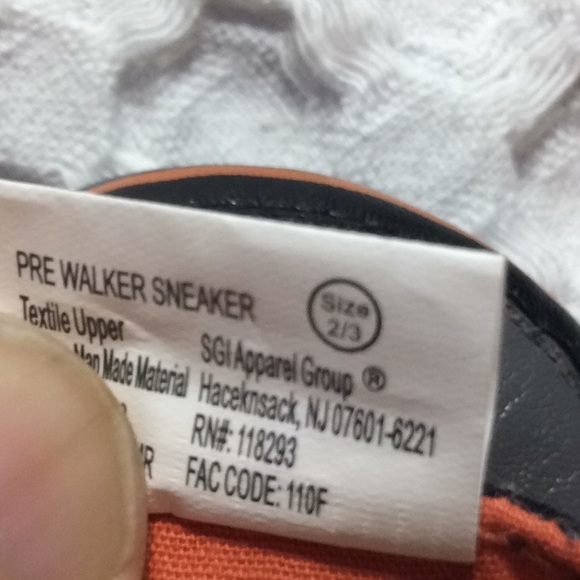 PRE WALKER SNEAKER
Size
2/3
Textile Upper
Man Made Material
SGI Apparel Group ®
Haceknsack, NJ 07601-6221
RN#: 118293
FAC CODE: 110F